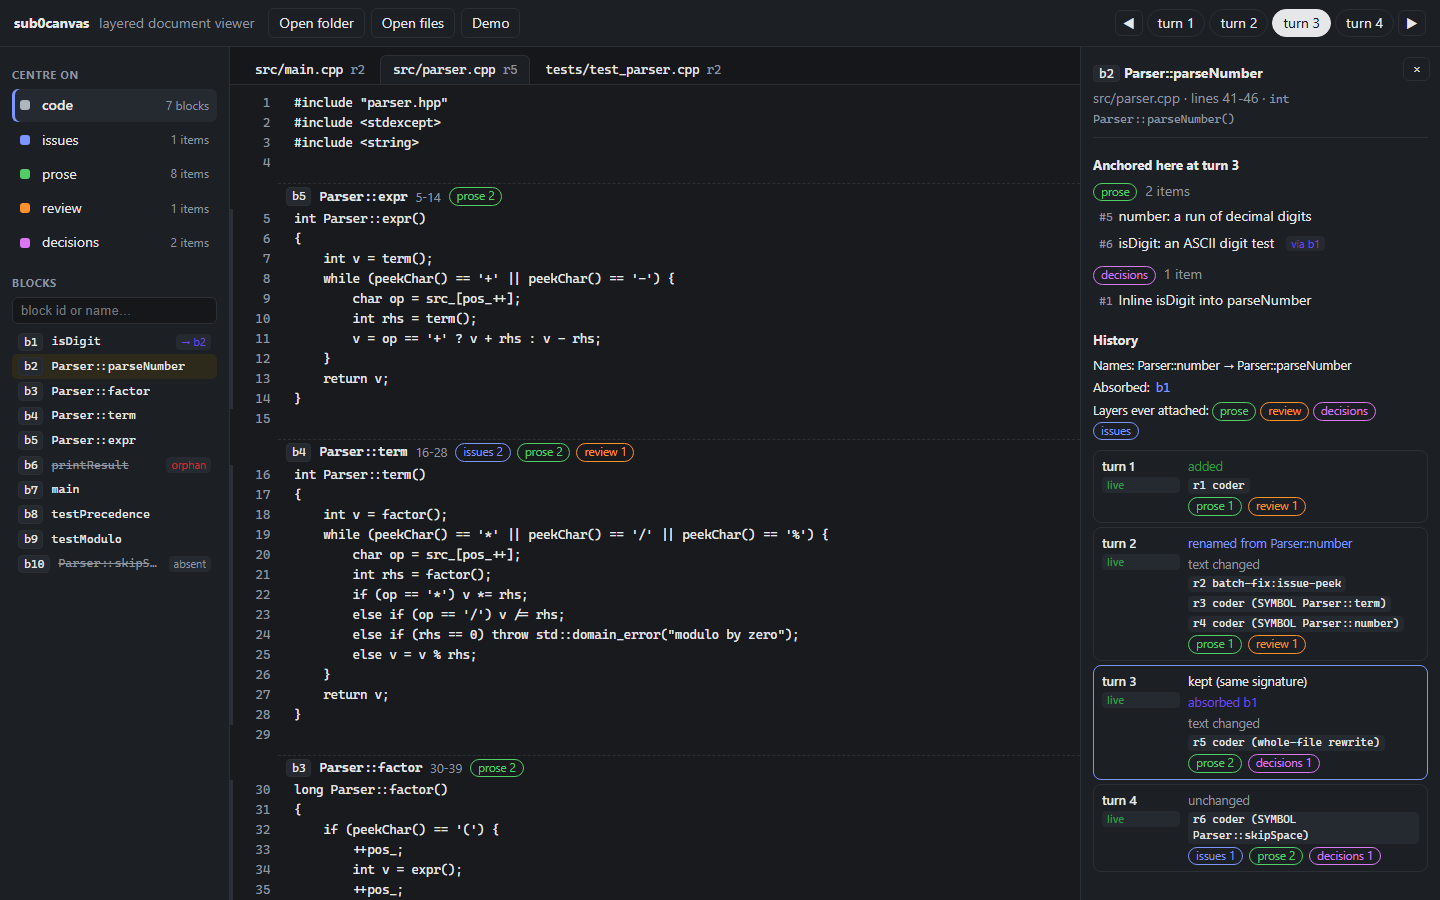 sub0canvas layered document viewer Open folder Open files Demo ◀ turn 1 turn 2 turn 3 turn 4 ▶
CENTRE ON
code 7 blocks
issues 1 items
prose 8 items
review 1 items
decisions 2 items
BLOCKS
block id or name...
b1 isDigit → b2
b2 Parser::parseNumber
b3 Parser::factor
b4 Parser::term
b5 Parser::expr
b6 printResult orphan
b7 main
b8 testPrecedence
b9 testModulo
b10 Parser::skipS… absent
src/main.cpp r2 src/parser.cpp r5 tests/test_parser.cpp r2
1 #include "parser.hpp"
2 #include <stdexcept>
3 #include <string>
4
b5 Parser::expr 5-14 prose 2
5 int Parser::expr()
6 {
7 int v = term();
8 while (peekChar() == '+' || peekChar() == '-') {
9 char op = src_[pos_++];
10 int rhs = term();
11 v = op == '+' ? v + rhs : v - rhs;
12 }
13 return v;
14 }
15
b4 Parser::term 16-28 issues 2 prose 2 review 1
16 int Parser::term()
17 {
18 int v = factor();
19 while (peekChar() == '*' || peekChar() == '/' || peekChar() == '%') {
20 char op = src_[pos_++];
21 int rhs = factor();
22 if (op == '*') v *= rhs;
23 else if (op == '/') v /= rhs;
24 else if (rhs == 0) throw std::domain_error("modulo by zero");
25 else v = v % rhs;
26 }
27 return v;
28 }
29
b3 Parser::factor 30-39 prose 2
30 long Parser::factor()
31 {
32 if (peekChar() == '(') {
33 ++pos_;
34 int v = expr();
35 ++pos_;
b2 Parser::parseNumber ×
src/parser.cpp · lines 41-46 · int
Parser::parseNumber()
Anchored here at turn 3
prose 2 items
#5 number: a run of decimal digits
#6 isDigit: an ASCII digit test via b1
decisions 1 item
#1 Inline isDigit into parseNumber
History
Names: Parser::number → Parser::parseNumber
Absorbed: b1
Layers ever attached: prose review decisions
issues
turn 1 added
live r1 coder
prose 1 review 1
turn 2 renamed from Parser::number
live text changed
r2 batch-fix:issue-peek
r3 coder (SYMBOL Parser::term)
r4 coder (SYMBOL Parser::number)
prose 1 review 1
turn 3 kept (same signature)
live absorbed b1
text changed
r5 coder (whole-file rewrite)
prose 2 decisions 1
turn 4 unchanged
live r6 coder (SYMBOL
Parser::skipSpace)
issues 1 prose 2 decisions 1